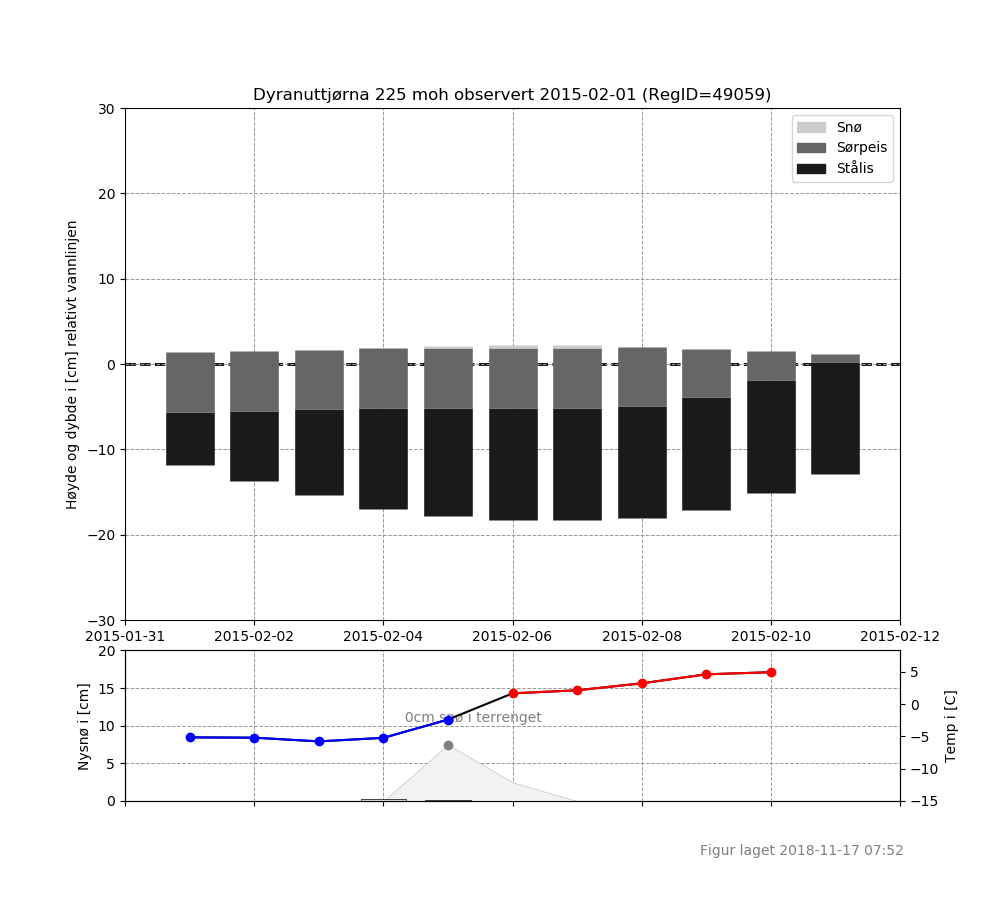 Dyranuttjørna 225 moh observert 2015-02-01 (RegID=49059)
Snø
Sørpeis
Stålis
Høyde og dybde i [cm] relativt vannlinjen
30
20
10
0
−10
−20
−30
2015-01-31 2015-02-02 2015-02-04 2015-02-06 2015-02-08 2015-02-10 2015-02-12
Nysnø i [cm]
20
15
10
5
0
0cm snø i terrenget
5
0
−5
−10
−15
Temp i [C]
Figur laget 2018-11-17 07:52